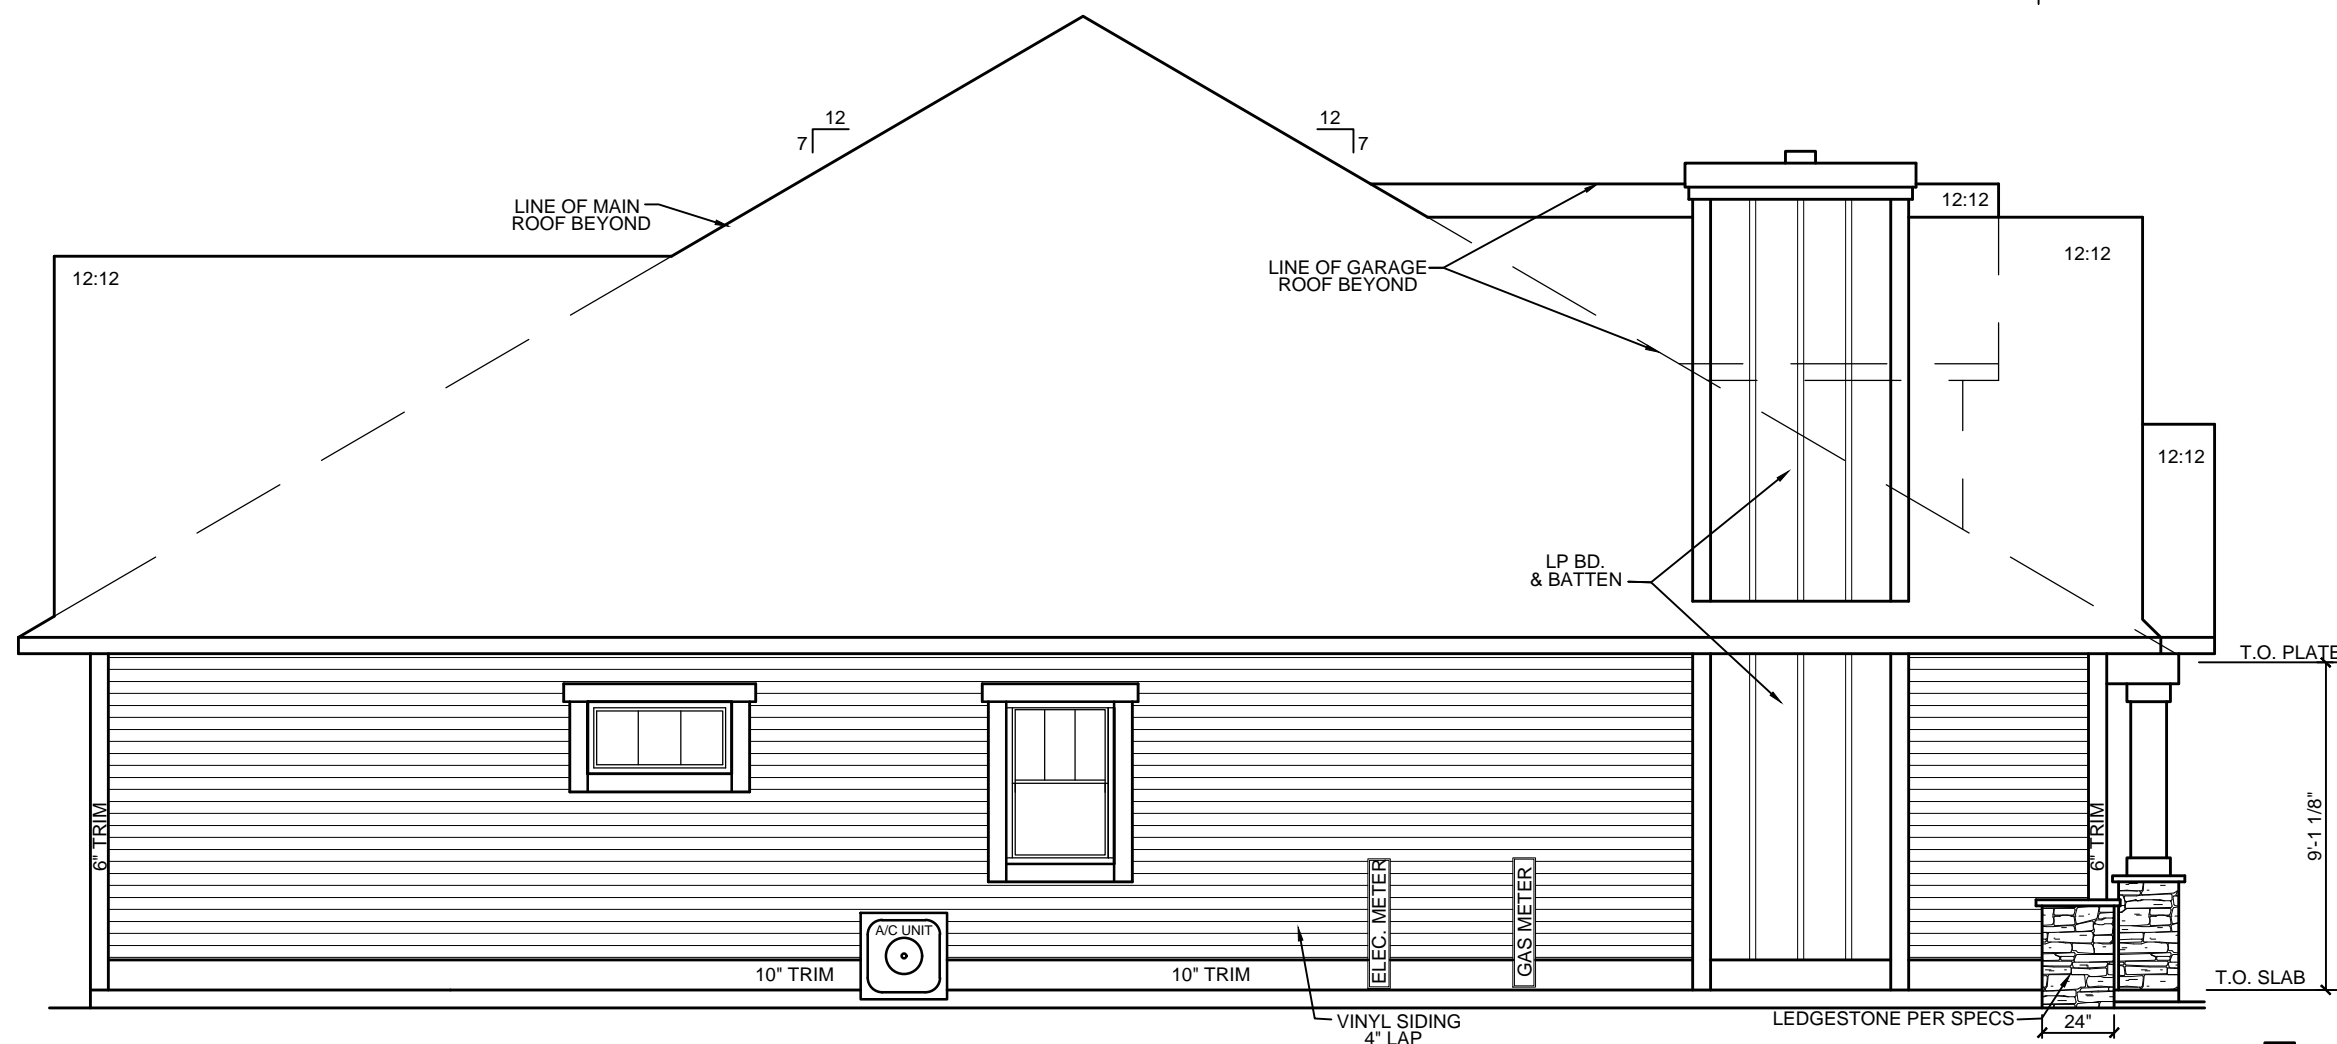 12
7
12
7
LINE OF MAIN
ROOF BEYOND
12:12
12:12
12:12
LINE OF GARAGE
ROOF BEYOND
12:12
LP BD.
& BATTEN
T.O. PLATE
6" TRIM
6" TRIM
9'-1 1/8"
ELEC. METER
GAS METER
A/C UNIT
10" TRIM
10" TRIM
T.O. SLAB
VINYL SIDING
4" LAP
LEDGESTONE PER SPECS
24"